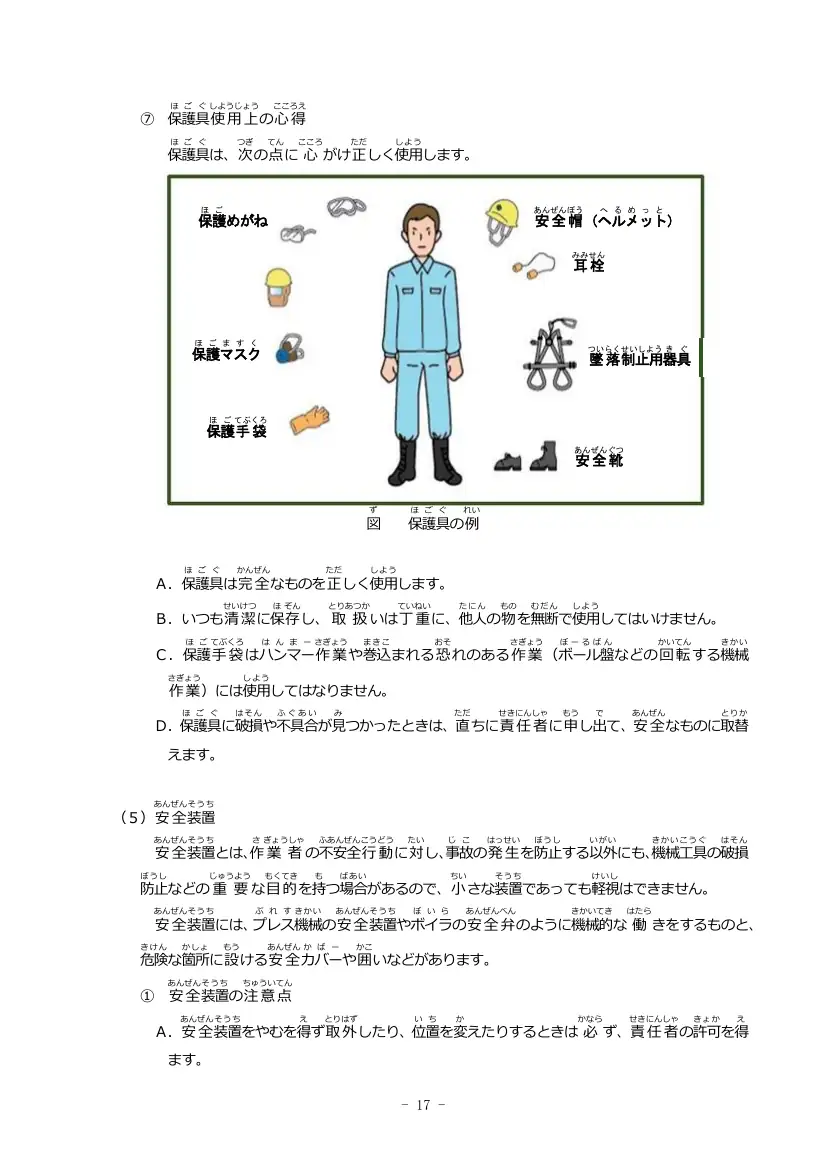 ⑦ 保護具使用上の心得
保護具は、次の点に心がけ正しく使用します。
保護めがね
安全帽（ヘルメット）
耳栓
保護マスク
墜落制止用器具
保護手袋
安全靴
図 保護具の例
A．保護具は完全なものを正しく使用します。
B．いつも清潔に保存し、取扱いは丁重に、他人の物を無断で使用してはいけません。
C．保護手袋はハンマー作業や巻込まれる恐れのある作業（ボール盤などの回転する機械
作業）には使用してはなりません。
D．保護具に破損や不具合が見つかったときは、直ちに責任者に申し出て、安全なものに取替
えます。
（5）安全装置
安全装置とは、作業者の不安全行動に対し、事故の発生を防止する以外にも、機械工具の破損
防止などの重要な目的を持つ場合があるので、小さな装置であっても軽視はできません。
安全装置には、プレス機械の安全装置やボイラの安全弁のように機械的な働きをするものと、
危険な箇所に設ける安全カバーや囲いなどがあります。
① 安全装置の注意点
A．安全装置をやむを得ず取外したり、位置を変えたりするときは必ず、責任者の許可を得
ます。
- 17 -